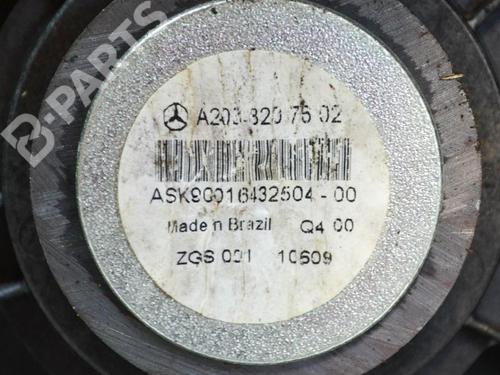 B-PARTS
A203 820 75 02
ASK90016432504-00
Made in Brazil Q4 00
ZGS 001 10609